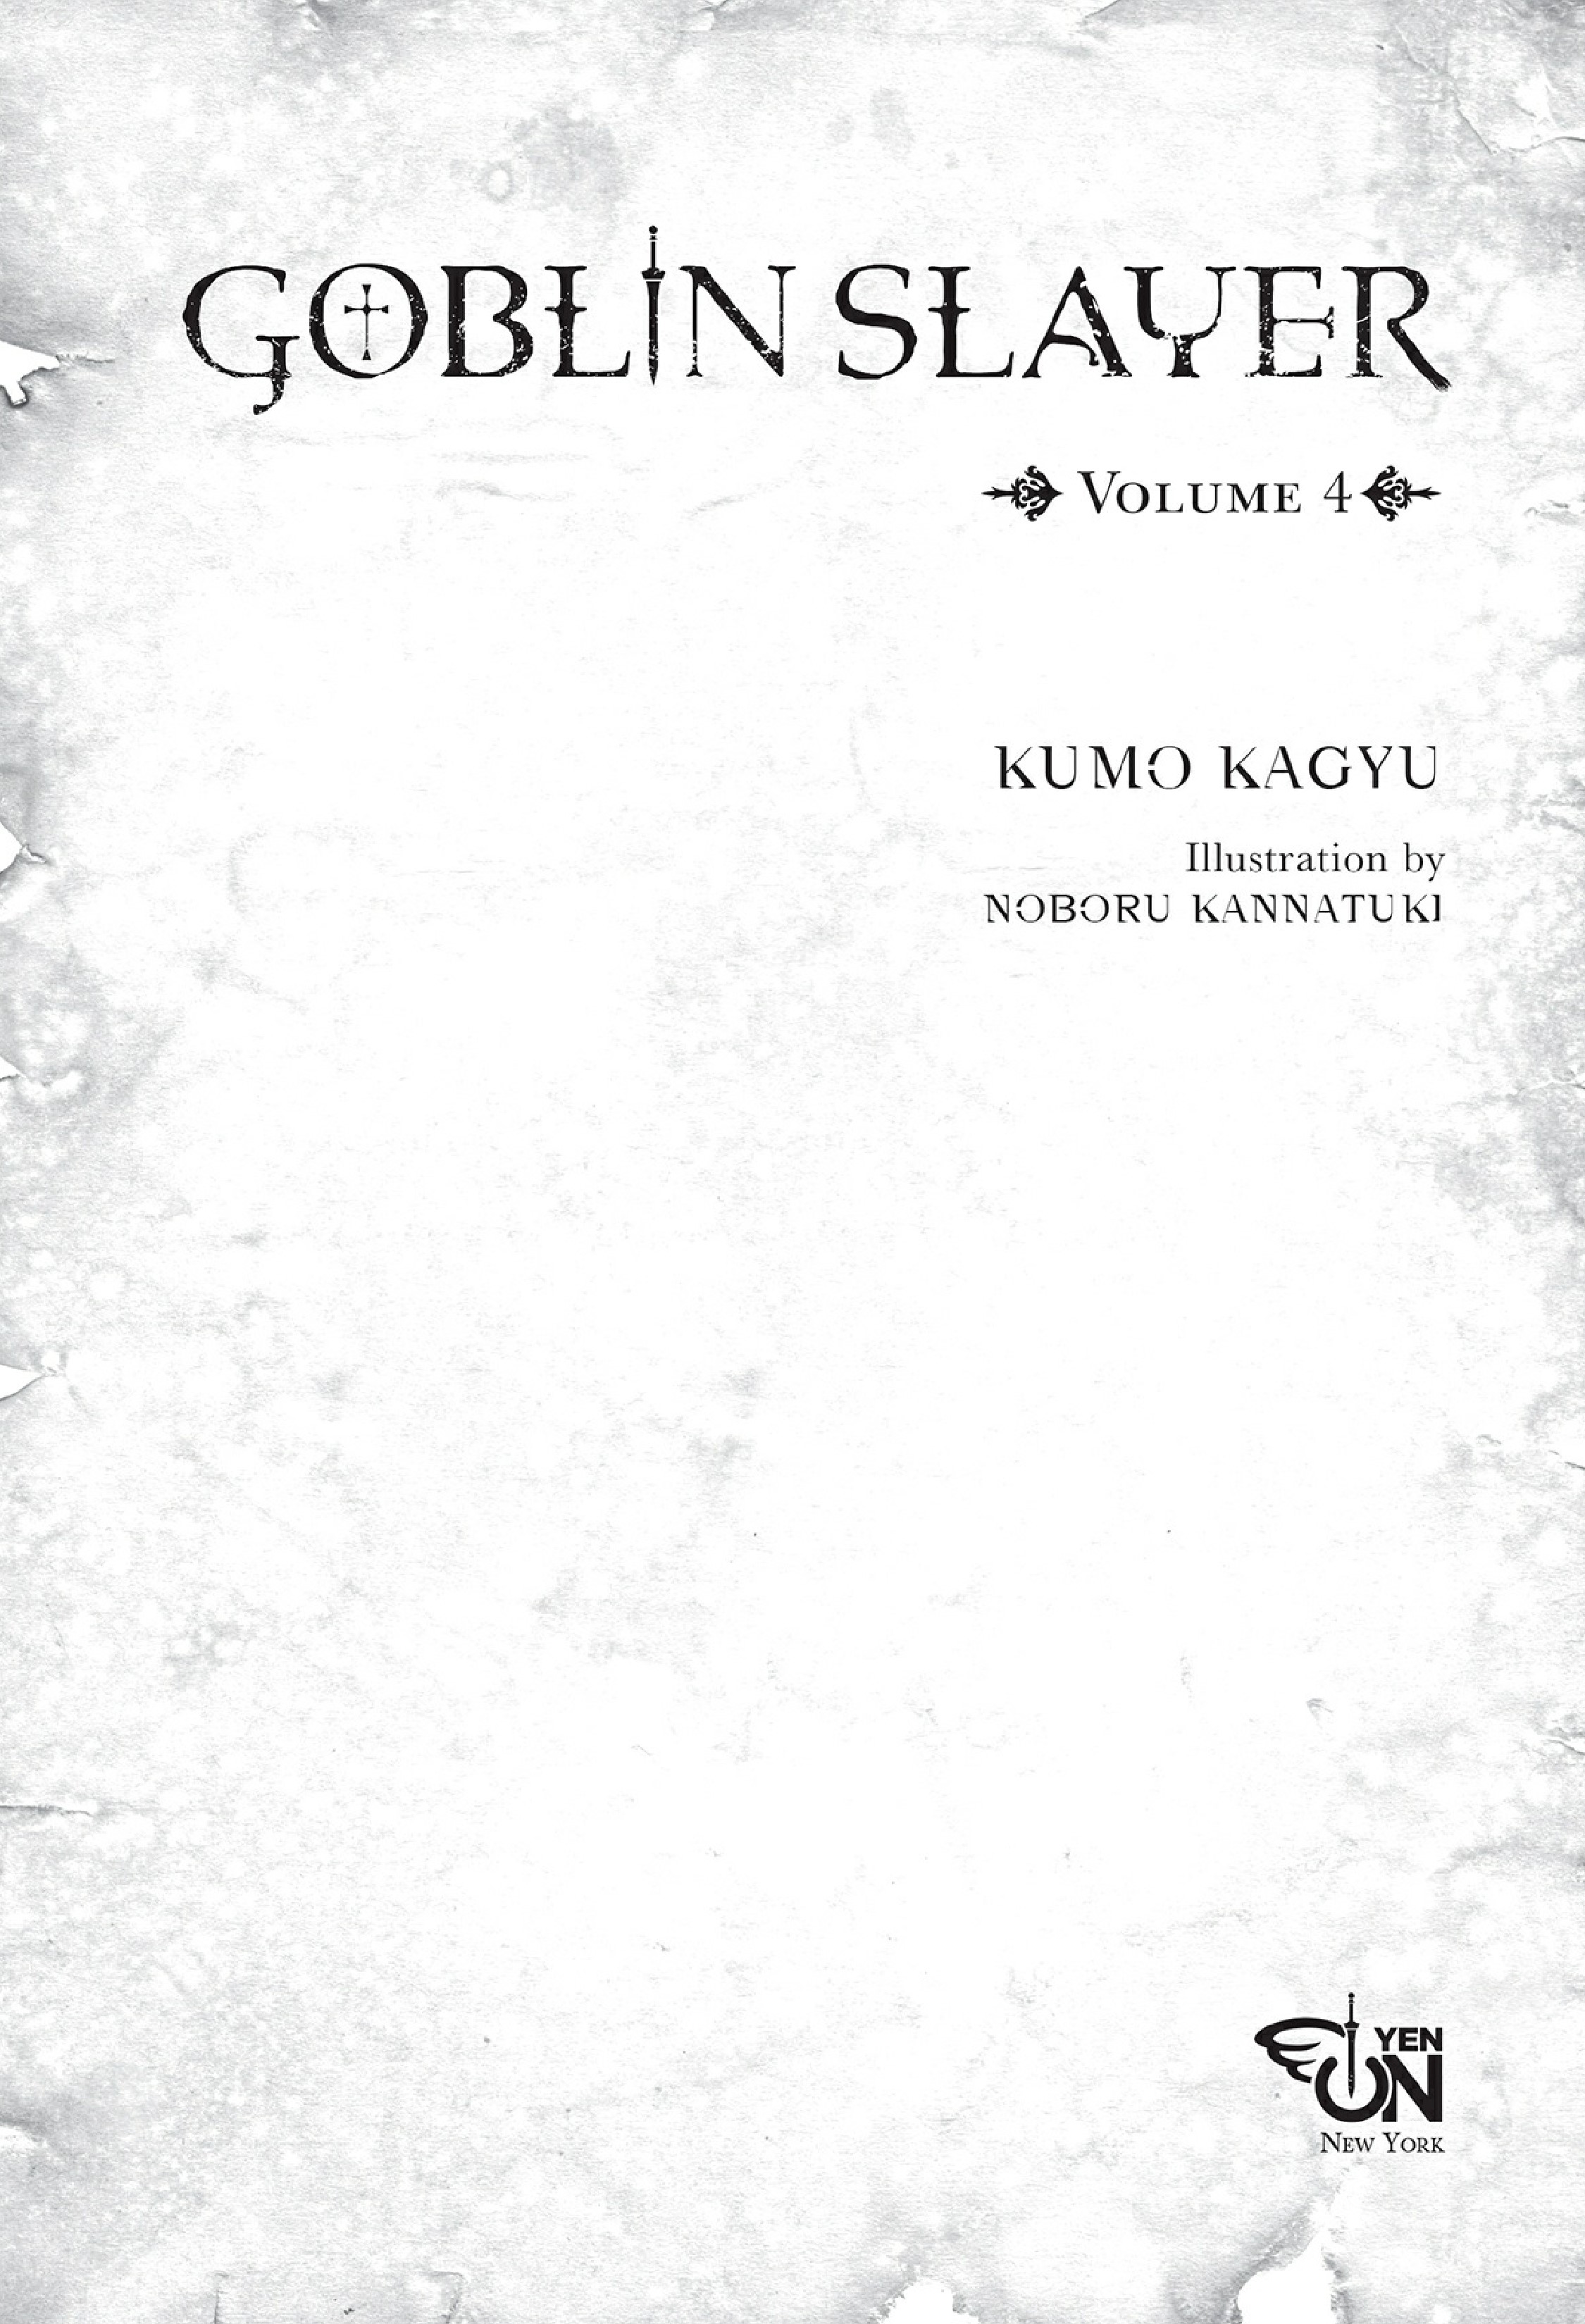 GOBLIN SLAYER
VOLUME 4
KUMO KAGYU
Illustration by
NOBORU KANNATUKI
YEN
ON
NEW YORK